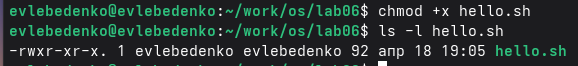 evlebedenko@evlebedenko:~/work/os/lab06$ chmod +x hello.sh
evlebedenko@evlebedenko:~/work/os/lab06$ ls -l hello.sh
-rwxr-xr-x. 1 evlebedenko evlebedenko 92 апр 18 19:05 hello.sh